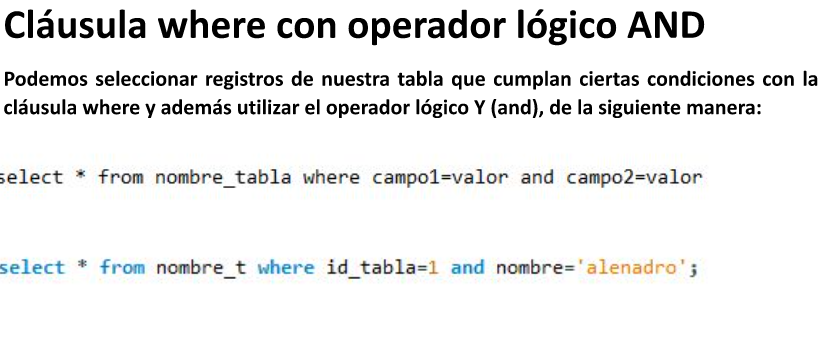 Cláusula where con operador lógico AND
Podemos seleccionar registros de nuestra tabla que cumplan ciertas condiciones con la
cláusula where y además utilizar el operador lógico Y (and), de la siguiente manera:
select * from nombre_tabla where campo1=valor and campo2=valor
select * from nombre_t where id_tabla=1 and nombre='alenadro';